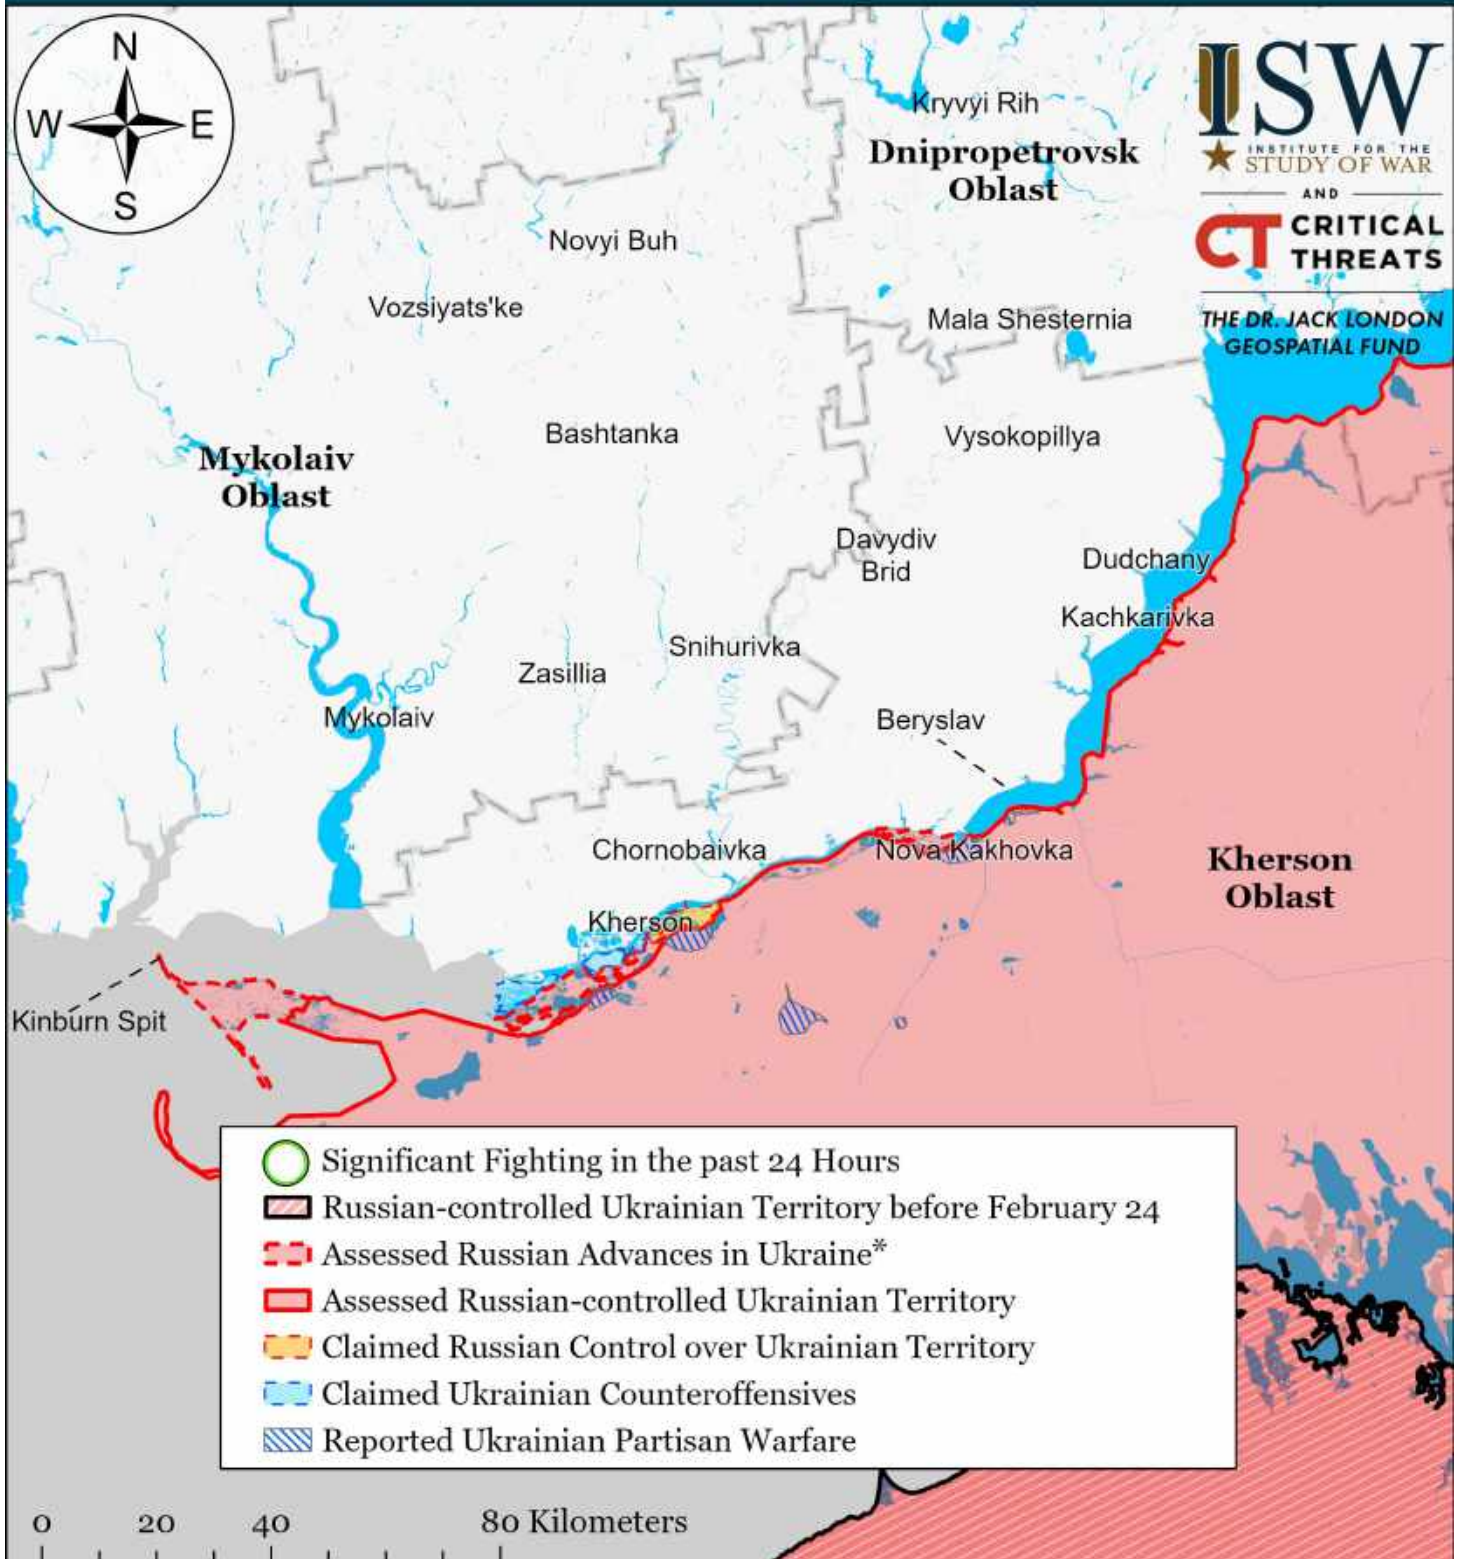 N
W E
S
ISW
INSTITUTE FOR THE
STUDY OF WAR
AND
CT CRITICAL
THREATS
THE DR. JACK LONDON
GEOSPATIAL FUND
Kryvyi Rih
Dnipropetrovsk
Oblast
Novyi Buh
Vozsiyats'ke
Mala Shesternia
Bashtanka
Vysokopillya
Mykolaiv
Oblast
Davydiv
Brid
Dudchany
Kachkarivka
Snihurivka
Zasillia
Mykolaiv
Beryslav
Chornobaivka
Nova Kakhovka
Kherson
Oblast
Kherson
Kinburn Spit
Significant Fighting in the past 24 Hours
Russian-controlled Ukrainian Territory before February 24
Assessed Russian Advances in Ukraine*
Assessed Russian-controlled Ukrainian Territory
Claimed Russian Control over Ukrainian Territory
Claimed Ukrainian Counteroffensives
Reported Ukrainian Partisan Warfare
0 20 40 80 Kilometers